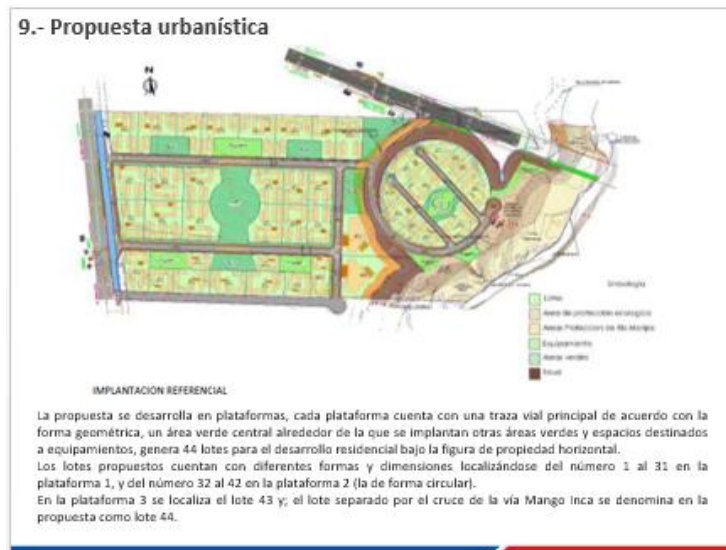 9.- Propuesta urbanística
N
Simbología
Lotes
Área de protección ecológica
Equipamiento
Áreas verdes
Talud
IMPLANTACION REFERENCIAL
La propuesta se desarrolla en plataformas, cada plataforma cuenta con una traza vial principal de acuerdo con la
forma geométrica, un área verde central alrededor de la que se implantan otras áreas verdes y espacios destinados
a equipamientos, genera 44 lotes para el desarrollo residencial bajo la figura de propiedad horizontal.
Los lotes propuestos cuentan con diferentes formas y dimensiones localizándose del número 1 al 31 en la
plataforma 1, y del número 32 al 42 en la plataforma 2 (la de forma circular).
En la plataforma 3 se localiza el lote 43 y; el lote separado por el cruce de la vía Mango Inca se denomina en la
propuesta como lote 44.